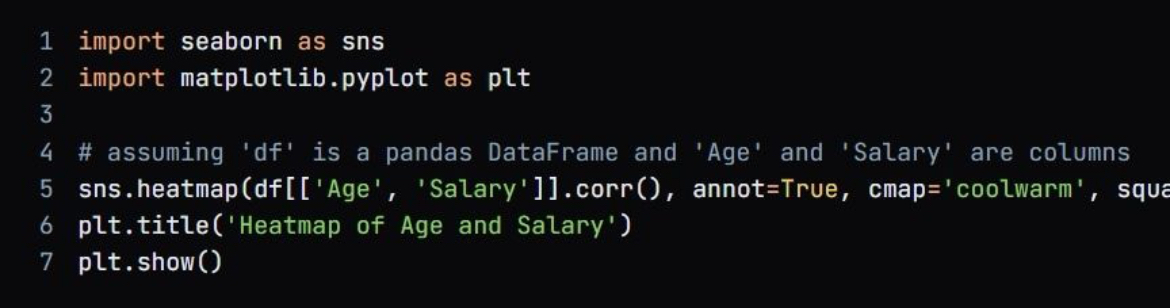 1 import seaborn as sns
2 import matplotlib.pyplot as plt
3
4 # assuming 'df' is a pandas DataFrame and 'Age' and 'Salary' are columns
5 sns.heatmap(df[['Age', 'Salary']].corr(), annot=True, cmap='coolwarm', squa
6 plt.title('Heatmap of Age and Salary')
7 plt.show()